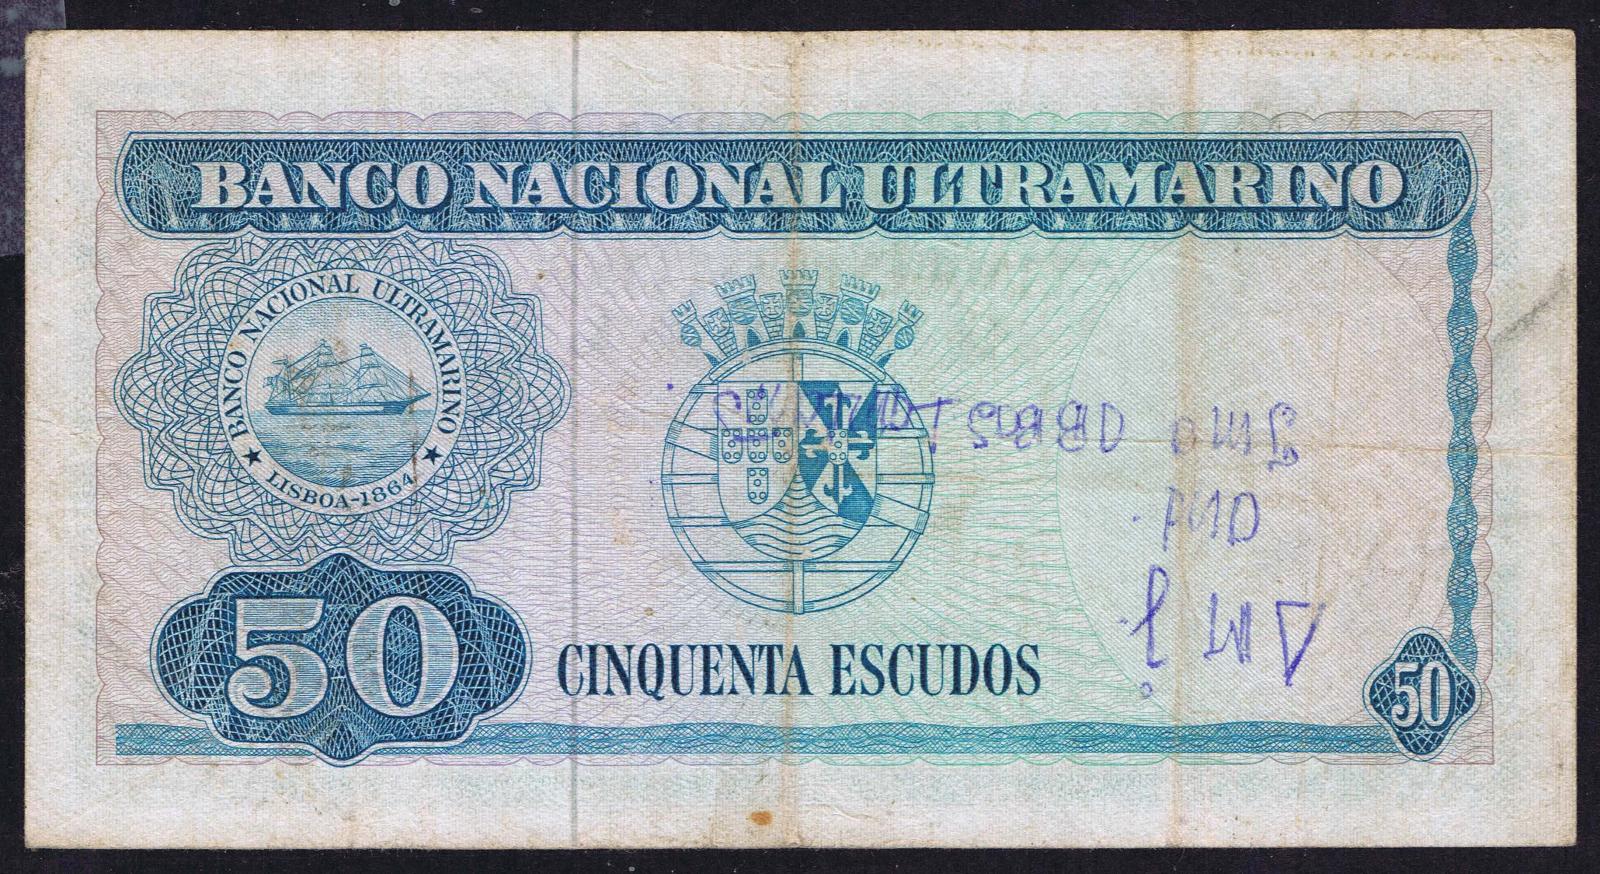 BANCO NACIONAL ULTRAMARINO
BANCO NACIONAL ULTRAMARINO
LISBOA-1864
50
CINQUENTA ESCUDOS
50